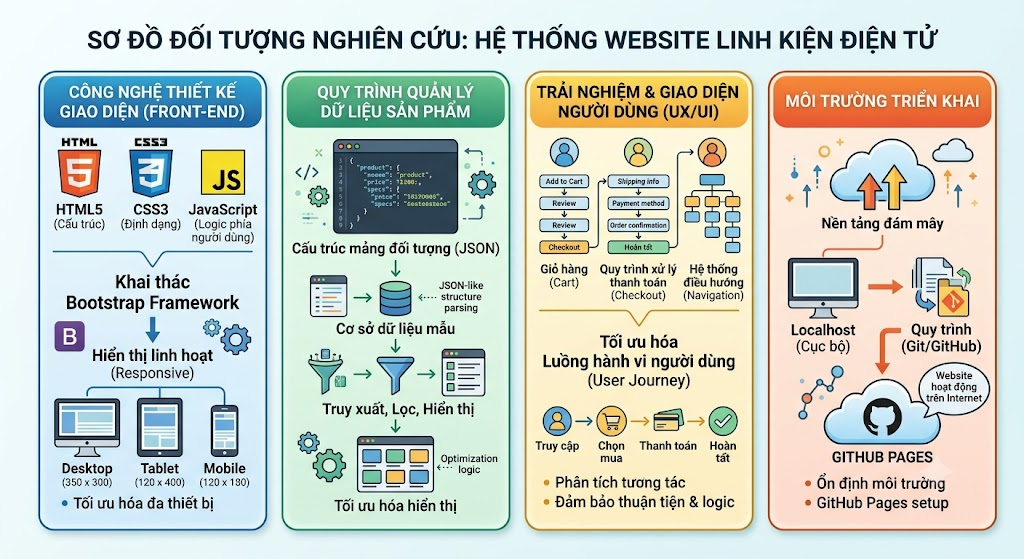 SƠ ĐỒ ĐỐI TƯỢNG NGHIÊN CỨU: HỆ THỐNG WEBSITE LINH KIỆN ĐIỆN TỬ
CÔNG NGHỆ THIẾT KẾ
GIAO DIỆN (FRONT-END)
HTML
CSS3
5
3
JS
HTML5
(Cấu trúc)
CSS3
(Định dạng)
JavaScript
(Logic phía
người dùng)
Khai thác
Bootstrap Framework
B
Hiển thị linh hoạt
(Responsive)
Desktop
(350 x 300)
Tablet
(120 x 400)
Mobile
(120 x 180)
• Tối ưu hóa đa thiết bị
QUY TRÌNH QUẢN LÝ
DỮ LIỆU SẢN PHẨM
</>
{
"product": {
"price":
"specs": {
}
Cấu trúc mảng đối tượng (JSON)
JSON-like
structure
parsing
Cơ sở dữ liệu mẫu
Truy xuất, Lọc, Hiển thị
Optimization
logic
Tối ưu hóa hiển thị
TRẢI NGHIỆM & GIAO DIỆN
NGƯỜI DÙNG (UX/UI)
Add to Cart
Review
Review
Checkout
Shipping info
Payment method
Order confirmation
Hoàn tất
Giỏ hàng
(Cart)
Quy trình xử lý
thanh toán
(Checkout)
Hệ thống
điều hướng
(Navigation)
Tối ưu hóa
Luồng hành vi người dùng
(User Journey)
Truy cập
Chọn
mua
Thanh toán
Hoàn
tất
• Phân tích tương tác
• Đảm bảo thuận tiện & logic
MÔI TRƯỜNG TRIỂN KHAI
Nền tảng đám mây
Localhost
(Cục bộ)
Quy trình
(Git/GitHub)
Website
hoạt động
trên Internet
GITHUB PAGES
• Ổn định môi trường
• GitHub Pages setup